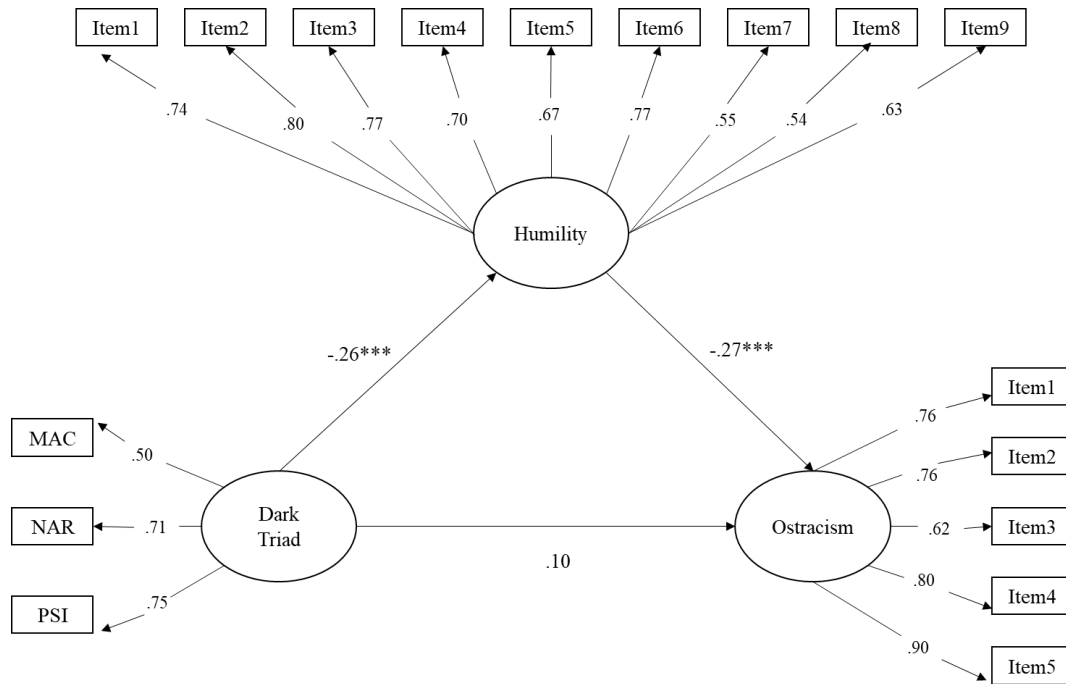 Item1 Item2 Item3 Item4 Item5 Item6 Item7 Item8 Item9
.74 .80 .77 .70 .67 .77 .55 .54 .63
Humility
-.26*** -.27***
Item1
.76
MAC
.50
Item2
.76
NAR
.71
Dark
Triad
.10
Ostracism
.62
Item3
PSI
.75
.80
Item4
.90
Item5